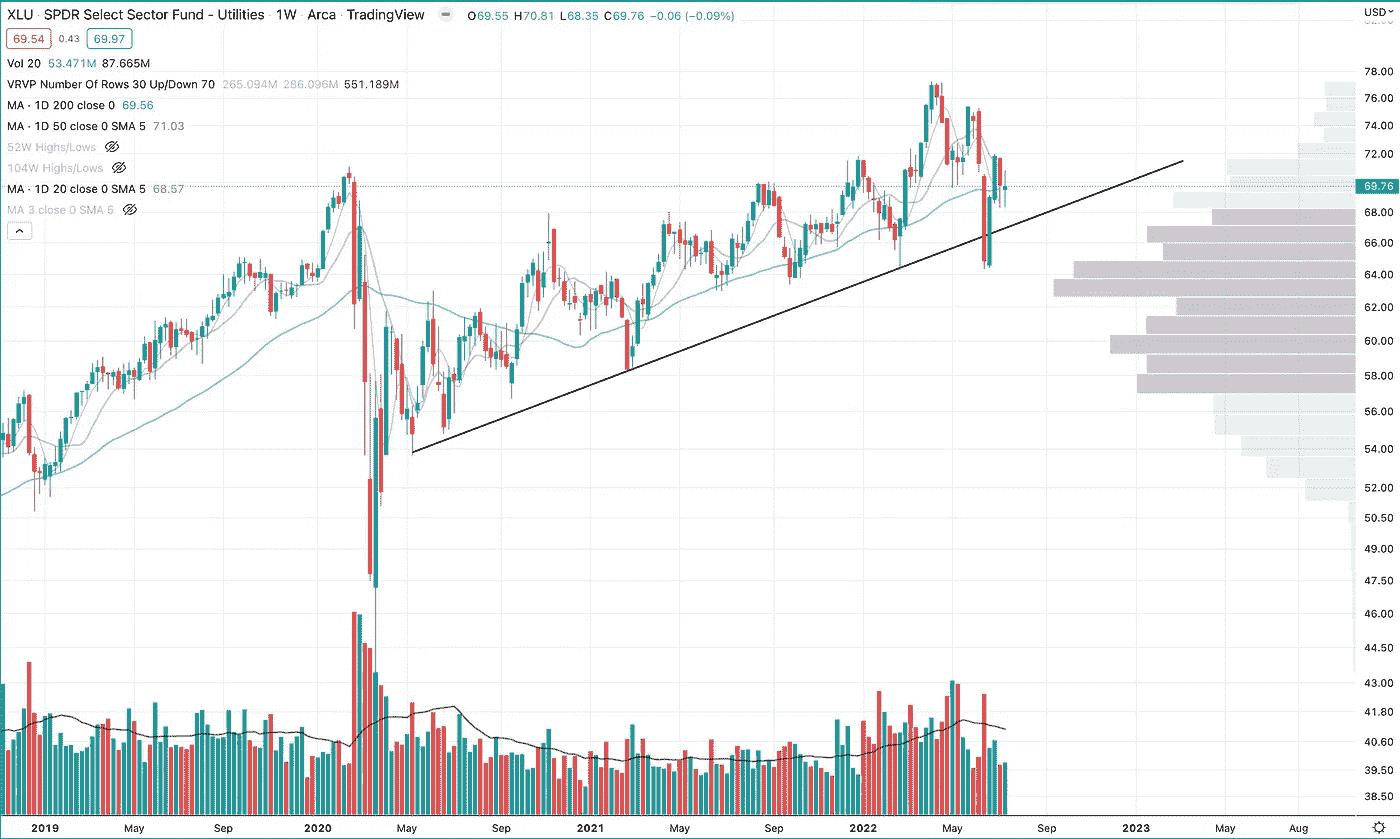 XLU · SPDR Select Sector Fund - Utilities · 1W · Arca · TradingView O69.55 H70.81 L68.35 C69.76 −0.06 (−0.09%)
USD
69.54 0.43 69.97
Vol 20 53.471M 87.665M
VRVP Number Of Rows 30 Up/Down 70 265.094M 286.096M 551.189M
MA · 1D 200 close 0 69.56
MA · 1D 50 close 0 SMA 5 71.03
52W Highs/Lows
104W Highs/Lows
MA · 1D 20 close 0 SMA 5 68.57
MA 3 close 0 SMA 5
78.00
76.00
74.00
72.00
69.76
68.00
66.00
64.00
62.00
60.00
58.00
56.00
54.00
52.00
50.50
49.00
47.50
46.00
44.50
43.00
41.80
40.60
39.50
38.50
2019 May Sep 2020 May Sep 2021 May Sep 2022 May Sep 2023 May Aug